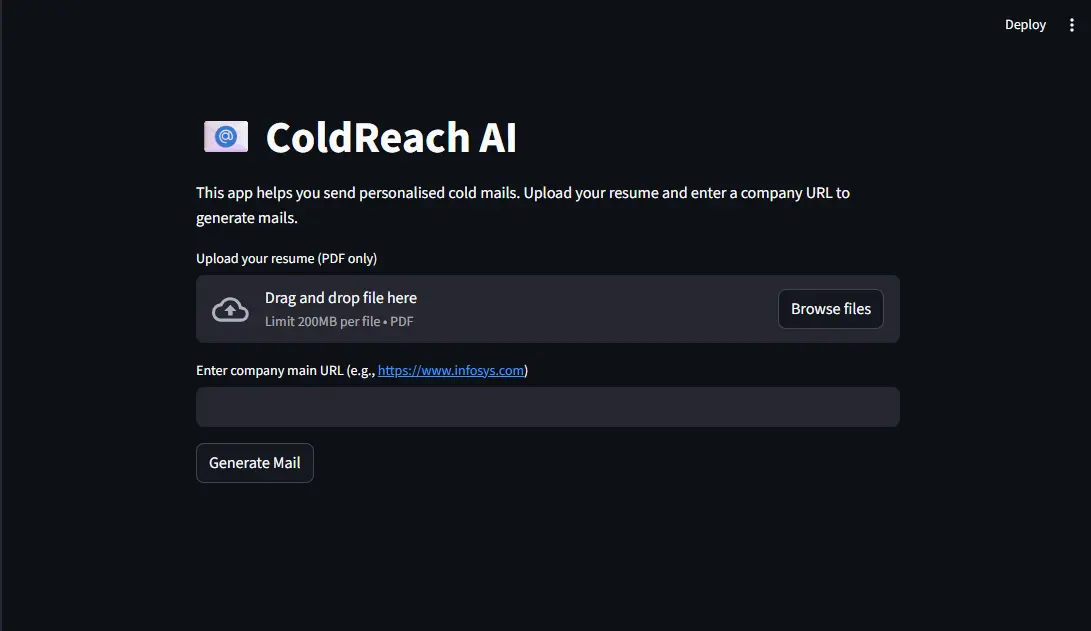 Deploy
@ ColdReach AI
This app helps you send personalised cold mails. Upload your resume and enter a company URL to
generate mails.
Upload your resume (PDF only)
Drag and drop file here
Limit 200MB per file • PDF
Browse files
Enter company main URL (e.g., https://www.infosys.com)
Generate Mail